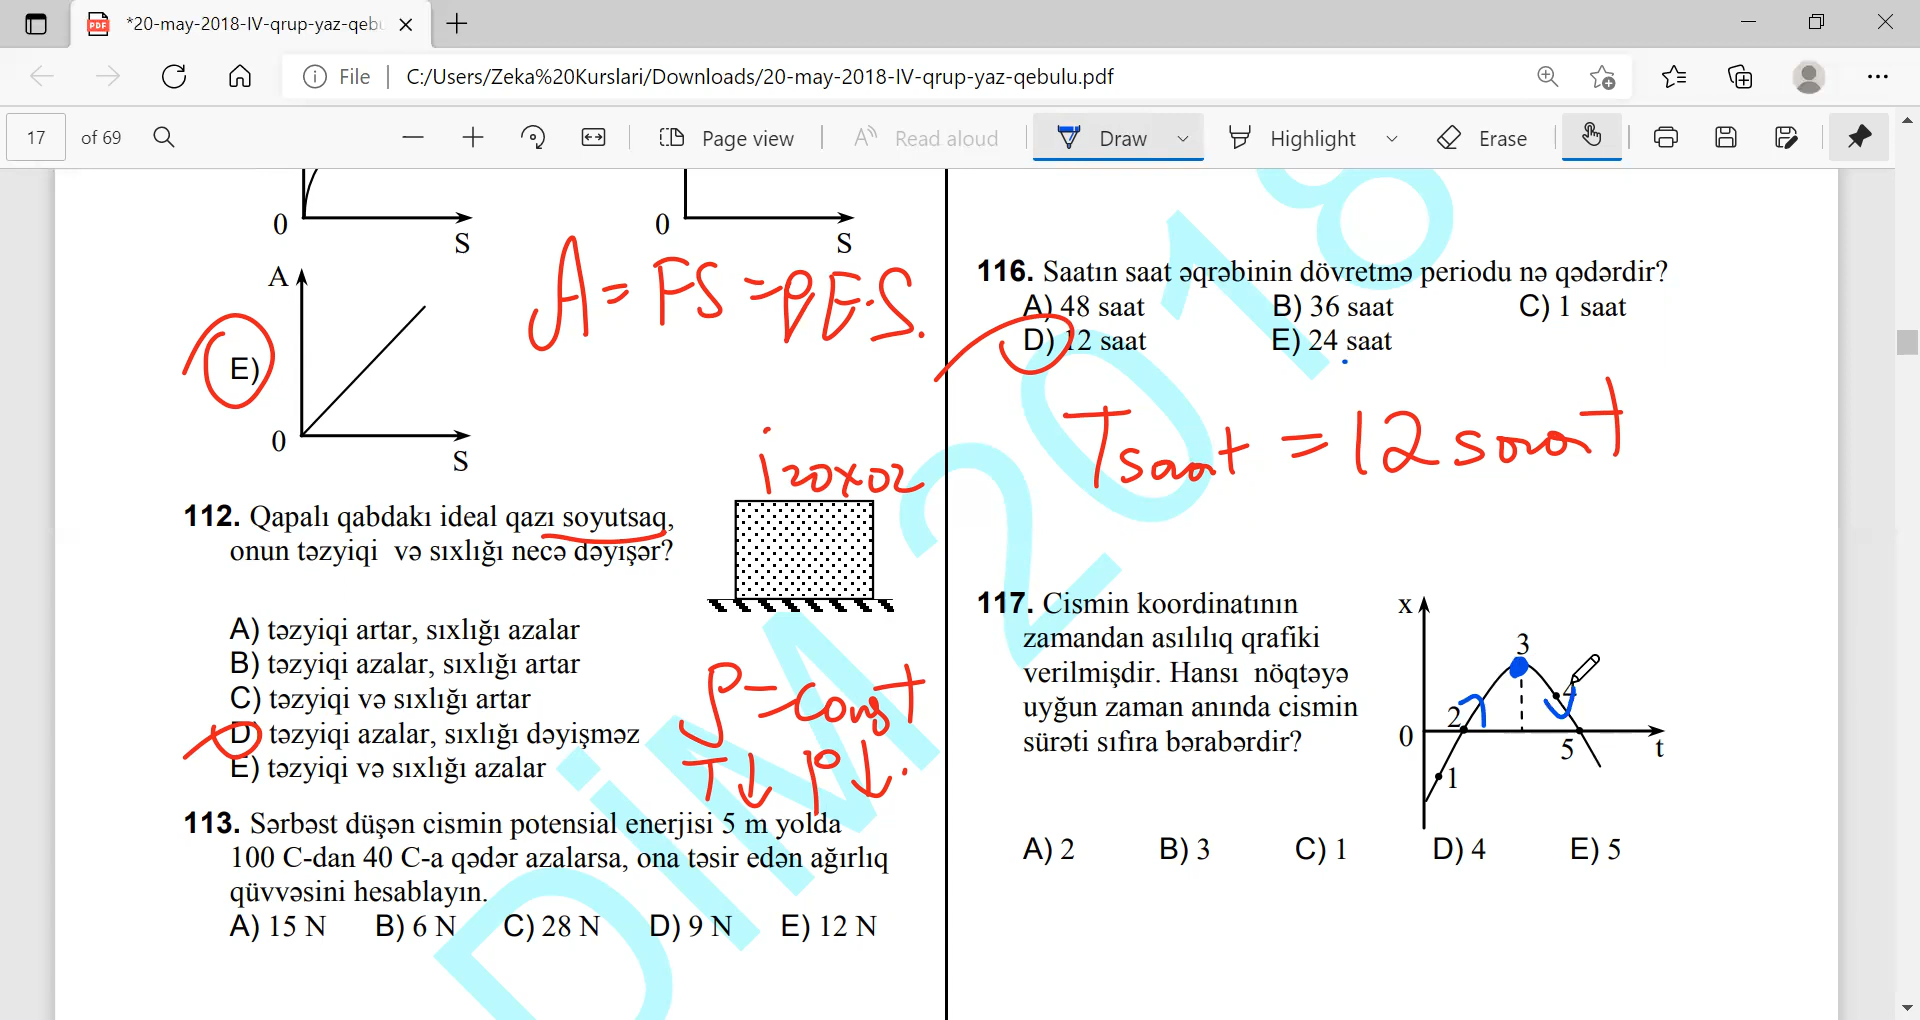 *20-may-2018-IV-qrup-yaz-qebu
File
C:/Users/Zeka%20Kurslari/Downloads/20-may-2018-IV-qrup-yaz-qebulu.pdf
17
of 69
Page view
Read aloud
Draw
Highlight
Erase
0
S
0
S
A
E)
0
S
A = FS = qE·S.
izoxor
112. Qapalı qabdakı ideal qazı soyutsaq,
onun təzyiqi və sıxlığı necə dəyişər?
A) təzyiqi artar, sıxlığı azalar
B) təzyiqi azalar, sıxlığı artar
C) təzyiqi və sıxlığı artar
D) təzyiqi azalar, sıxlığı dəyişməz
E) təzyiqi və sıxlığı azalar
ρ = const
T↓ P↓.
113. Sərbəst düşən cismin potensial enerjisi 5 m yolda
100 C-dan 40 C-a qədər azalarsa, ona təsir edən ağırlıq
qüvvəsini hesablayın.
A) 15 N B) 6 N C) 28 N D) 9 N E) 12 N
116. Saatın saat əqrəbinin dövretmə periodu nə qədərdir?
A) 48 saat B) 36 saat C) 1 saat
D) 12 saat E) 24 saat
Tsaat = 12 saat
117. Cismin koordinatının
zamandan asılılıq qrafiki
verilmişdir. Hansı nöqtəyə
uyğun zaman anında cismin
sürəti sıfıra bərabərdir?
x
3
2
0
5
t
1
A) 2 B) 3 C) 1 D) 4 E) 5
DİM 2018